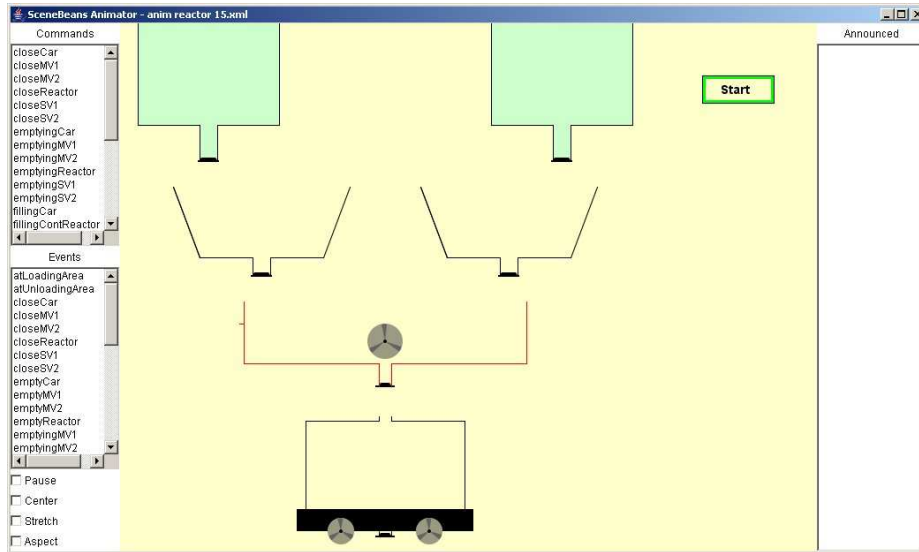 SceneBeans Animator - anim reactor 15.xml
Commands
closeCar
closeMV1
closeMV2
closeReactor
closeSV1
closeSV2
emptyingCar
emptyingMV1
emptyingMV2
emptyingReactor
emptyingSV1
emptyingSV2
fillingCar
fillingContReactor
Events
atLoadingArea
atUnloadingArea
closeCar
closeMV1
closeMV2
closeReactor
closeSV1
closeSV2
emptyCar
emptyMV1
emptyMV2
emptyReactor
emptyingMV1
emptyingMV2
Pause
Center
Stretch
Aspect
Start
Announced